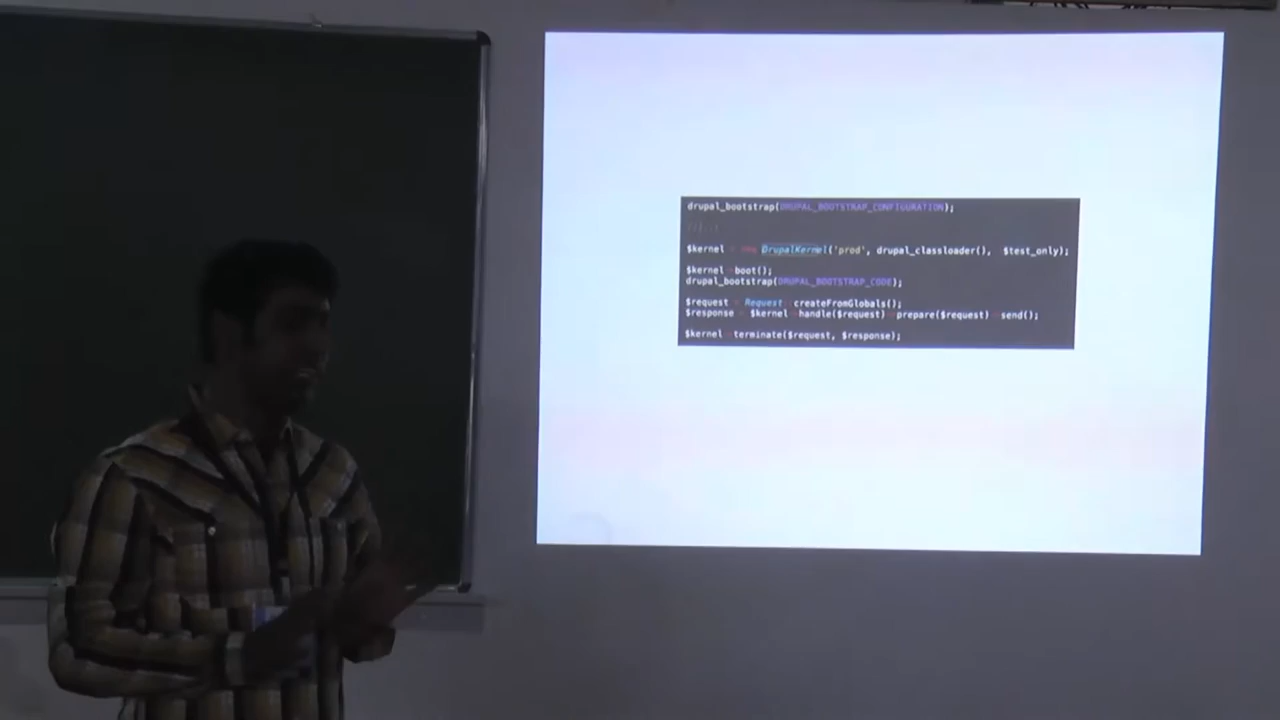 drupal_bootstrap(DRUPAL_BOOTSTRAP_CONFIGURATION);
$kernel = new DrupalKernel('prod', drupal_classloader(), $test_only);
$kernel boot();
drupal_bootstrap(DRUPAL_BOOTSTRAP_CODE);
$request = Request createFromGlobals();
$response = $kernel handle($request) prepare($request) send();
$kernel terminate($request, $response);